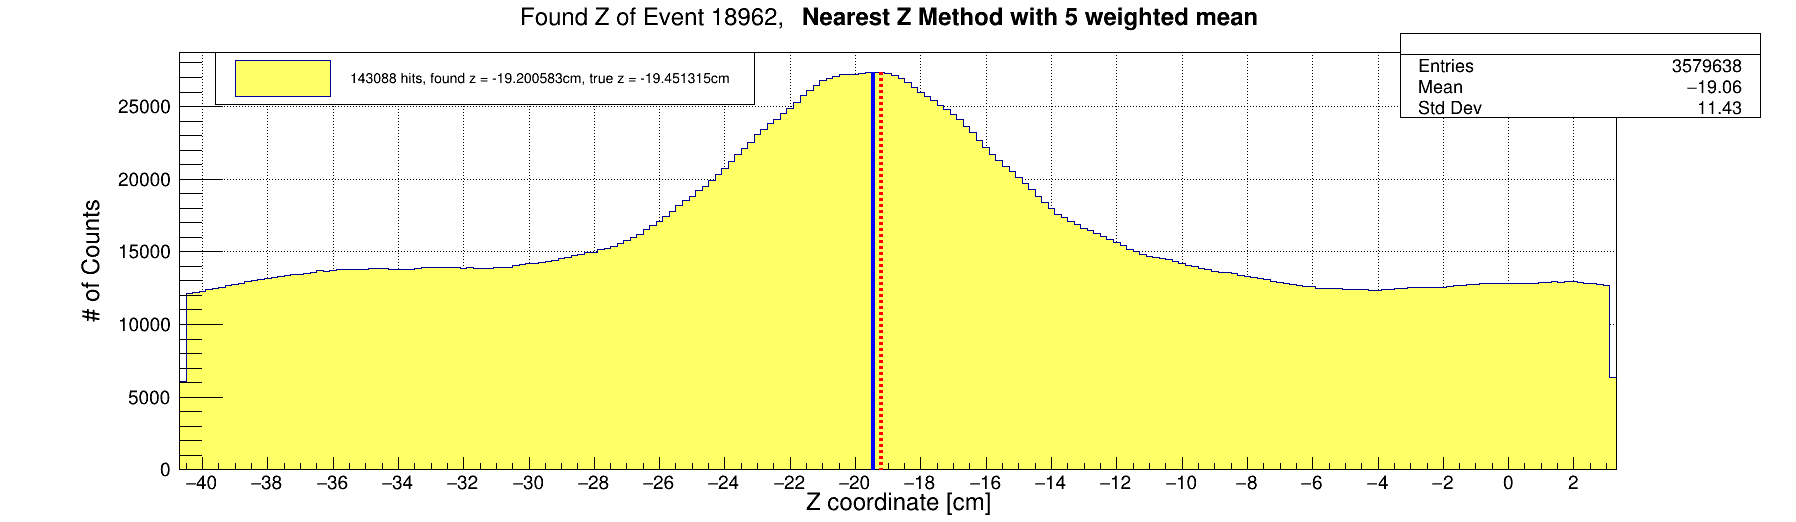 Found Z of Event 18962, Nearest Z Method with 5 weighted mean
143088 hits, found z = -19.200583cm, true z = -19.451315cm
Entries 3579638
Mean −19.06
Std Dev 11.43
# of Counts
25000
20000
15000
10000
5000
0
−40 −38 −36 −34 −32 −30 −28 −26 −24 −22 −20 −18 −16 −14 −12 −10 −8 −6 −4 −2 0 2
Z coordinate [cm]